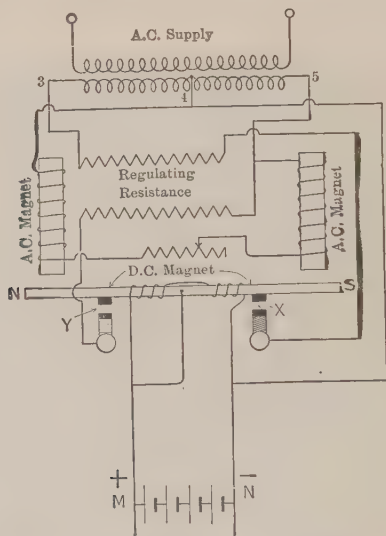 A.C. Supply
3
4
5
Regulating
Resistance
A.C. Magnet
A.C. Magnet
D.C. Magnet
N
S
Y
X
+
−
M
N